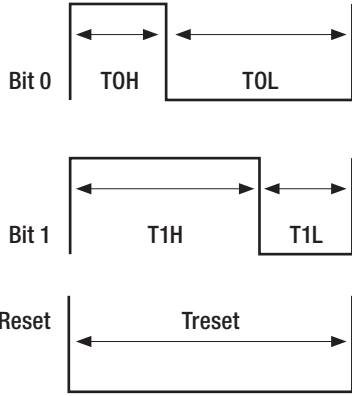 Bit 0 T0H T0L
Bit 1 T1H T1L
Reset Treset